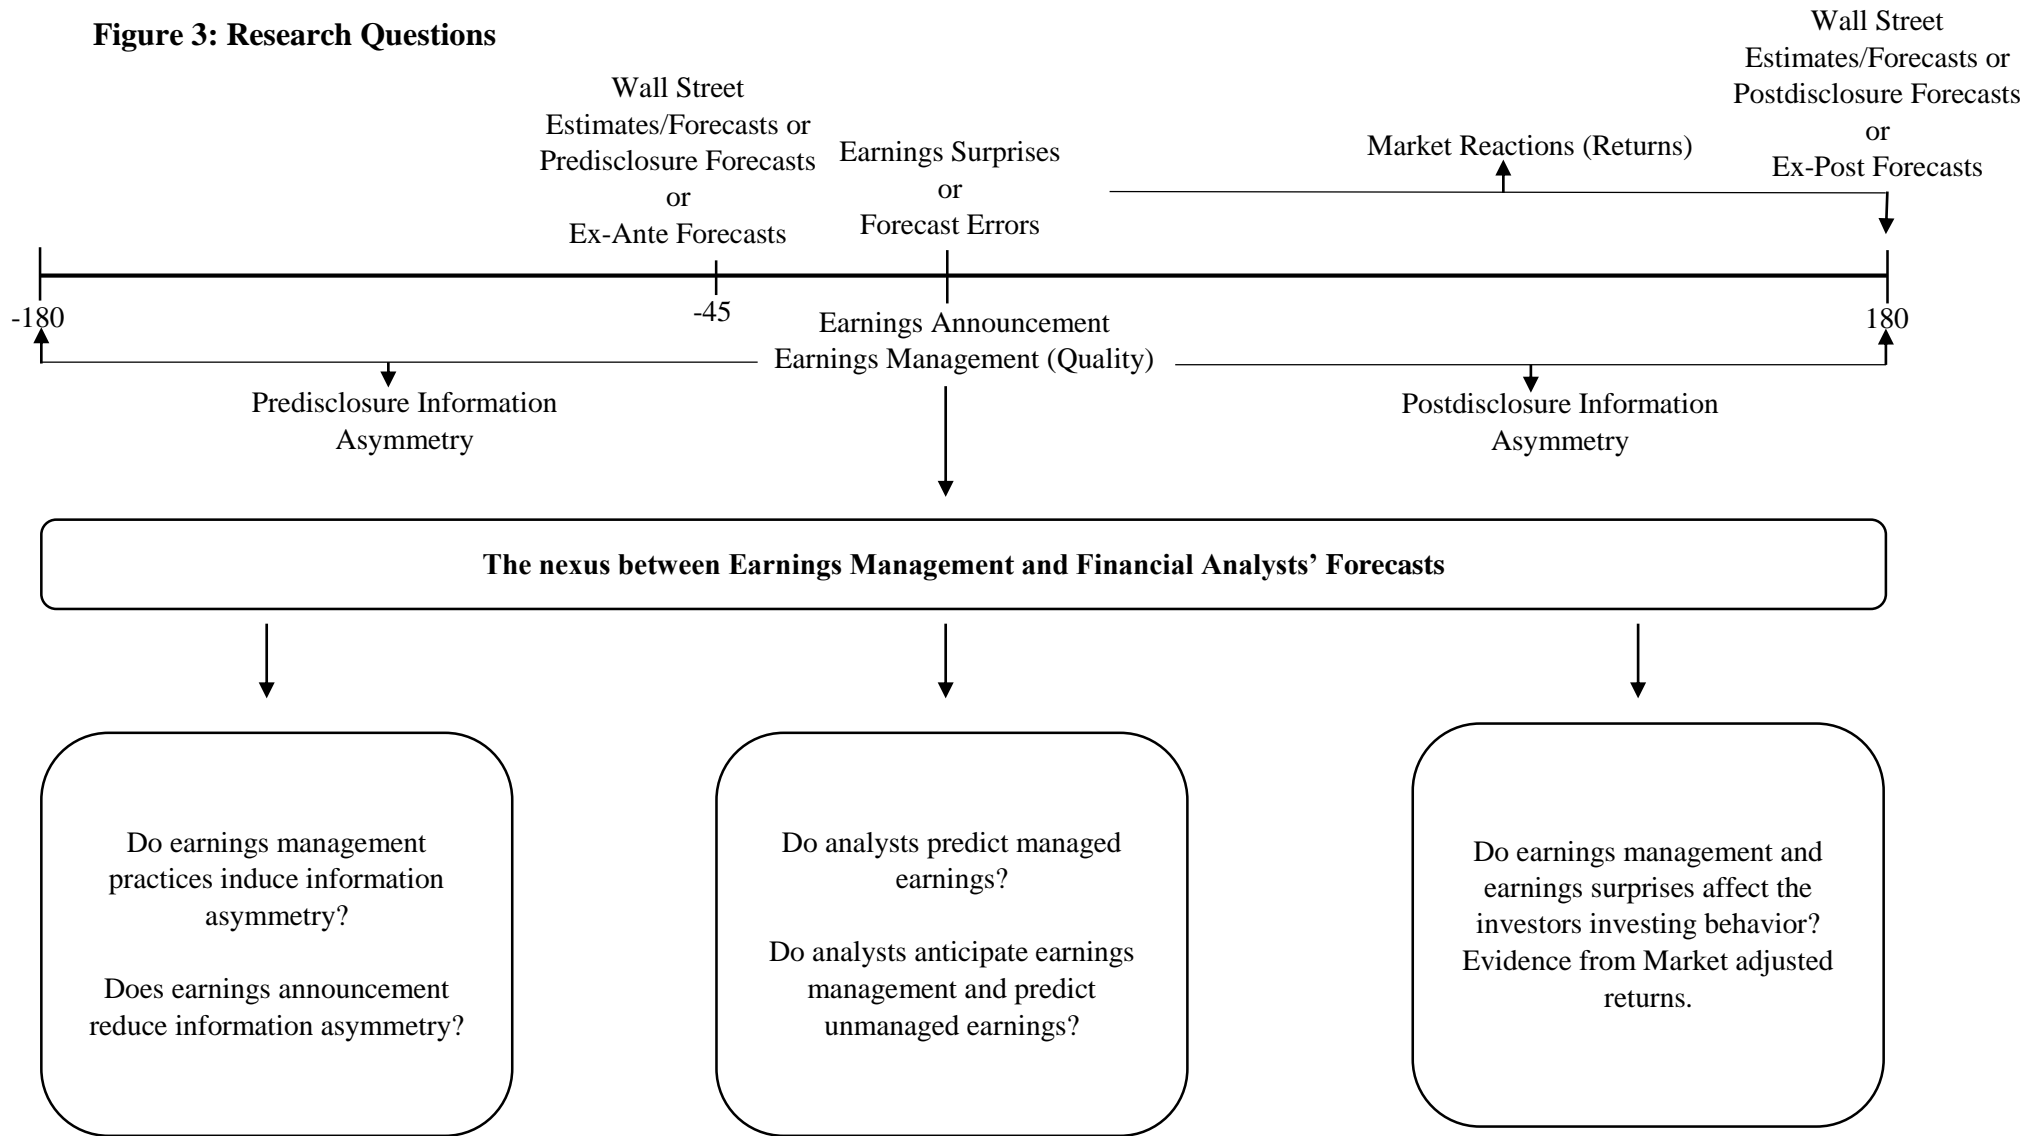 Figure 3: Research Questions
Wall Street
Estimates/Forecasts or
Predisclosure Forecasts
or
Ex-Ante Forecasts
Earnings Surprises
or
Forecast Errors
Market Reactions (Returns)
Wall Street
Estimates/Forecasts or
Postdisclosure Forecasts
or
Ex-Post Forecasts
-180
-45
180
Earnings Announcement
Earnings Management (Quality)
Predisclosure Information
Asymmetry
Postdisclosure Information
Asymmetry
The nexus between Earnings Management and Financial Analysts’ Forecasts
Do earnings management
practices induce information
asymmetry?
Does earnings announcement
reduce information asymmetry?
Do analysts predict managed
earnings?
Do analysts anticipate earnings
management and predict
unmanaged earnings?
Do earnings management and
earnings surprises affect the
investors investing behavior?
Evidence from Market adjusted
returns.